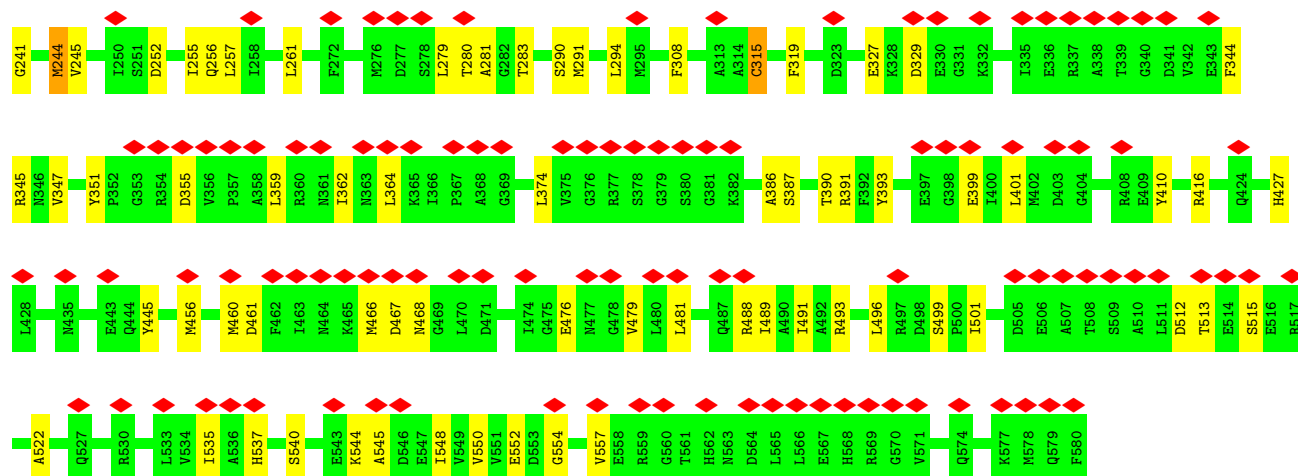 G241 M244 V245 I250 S251 D252 I255 Q256 L257 I258 L261 F272 M276 D277 S278 L279 T280 A281 G282 T283 S290 M291 L294 M295 F308 A313 A314 C315 F319 D323 E327 K328 D329 E330 G331 K332 I335 E336 R337 A338 T339 G340 D341 V342 E343 F344
R345 N346 V347 Y351 P352 G353 R354 D355 V356 P357 A358 L359 R360 N361 I362 N363 L364 K365 I366 P367 A368 G369 L374 V375 G376 R377 S378 G379 S380 G381 K382 A386 S387 T390 R391 F392 Y393 E397 G398 E399 I400 L401 M402 D403 G404 R408 E409 Y410 R416 Q424 H427
L428 N435 E443 Q444 Y445 M456 M460 D461 F462 I463 N464 K465 M466 D467 N468 G469 L470 D471 I474 G475 E476 N477 G478 V479 L480 L481 Q487 R488 I489 A490 I491 A492 R493 L496 R497 D498 S499 P500 I501 D505 E506 A507 T508 S509 A510 L511 D512 T513 E514 S515 E516 R517
A522 Q527 R530 L533 V534 I535 A536 H537 S540 E543 K544 A545 D546 E547 I548 V549 V550 V551 E552 D553 G554 V557 E558 R559 G560 T561 H562 N563 D564 L565 L566 E567 H568 R569 G570 V571 Q574 K577 M578 Q579 F580